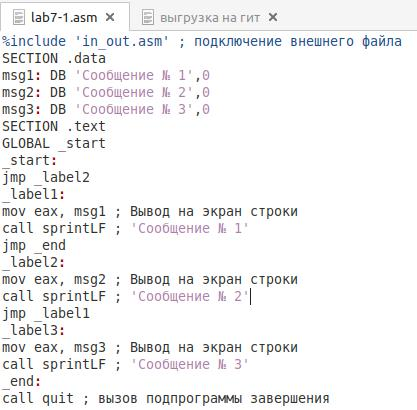 lab7-1.asm
выгрузка на гит
%include 'in_out.asm' ; подключение внешнего файла
SECTION .data
msg1: DB 'Сообщение № 1',0
msg2: DB 'Сообщение № 2',0
msg3: DB 'Сообщение № 3',0
SECTION .text
GLOBAL _start
_start:
jmp _label2
_label1:
mov eax, msg1 ; Вывод на экран строки
call sprintLF ; 'Сообщение № 1'
jmp _end
_label2:
mov eax, msg2 ; Вывод на экран строки
call sprintLF ; 'Сообщение № 2'
jmp _label1
_label3:
mov eax, msg3 ; Вывод на экран строки
call sprintLF ; 'Сообщение № 3'
_end:
call quit ; вызов подпрограммы завершения